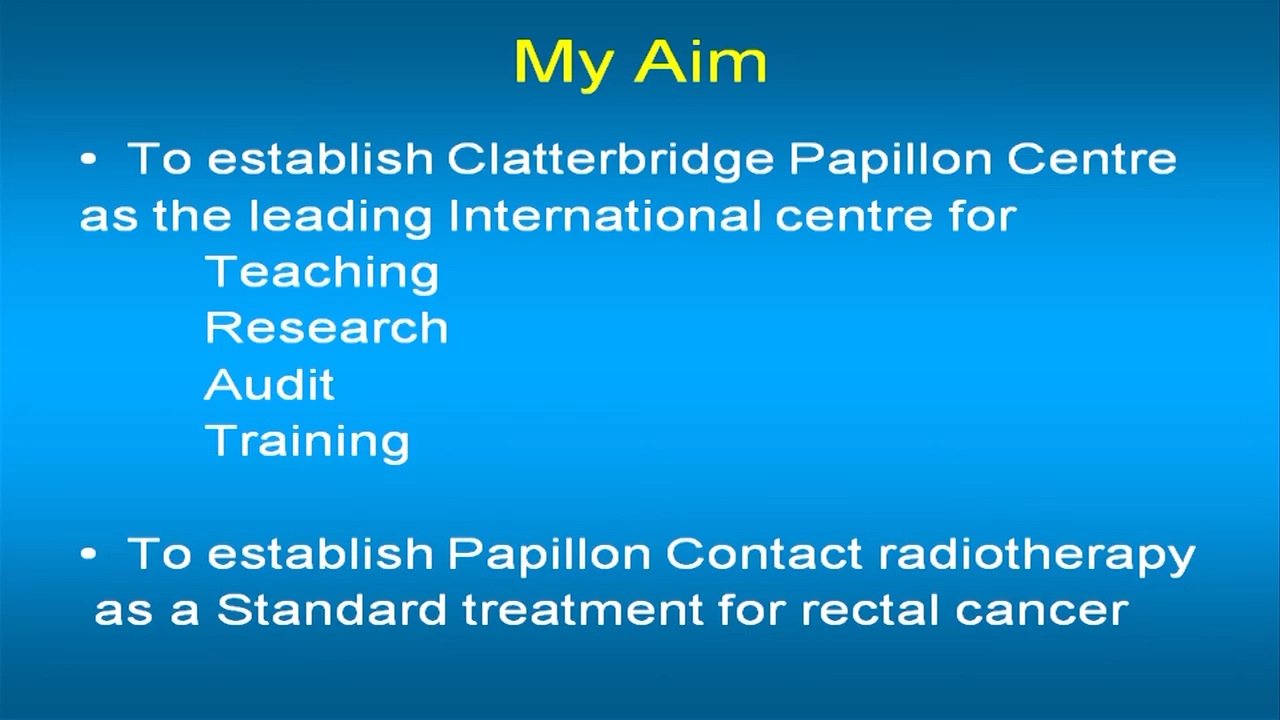 My Aim
• To establish Clatterbridge Papillon Centre
as the leading International centre for
Teaching
Research
Audit
Training
• To establish Papillon Contact radiotherapy
as a Standard treatment for rectal cancer